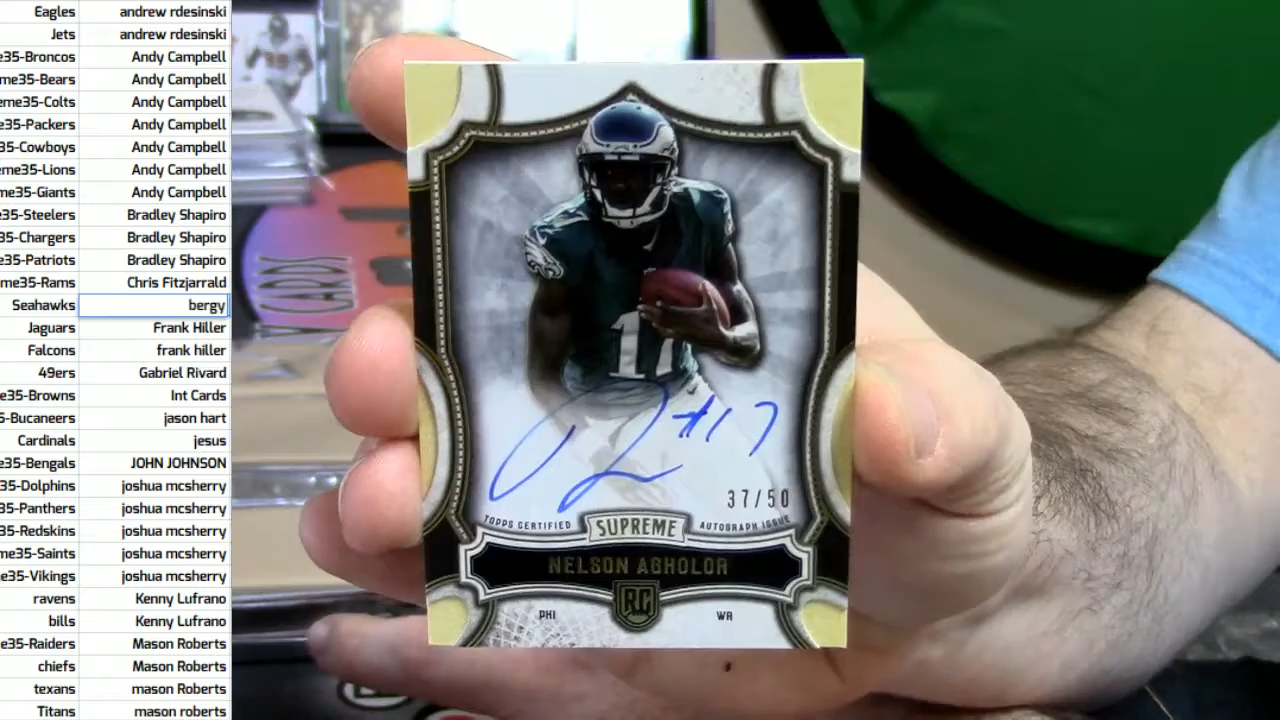 Eagles andrew rdesinski
Jets andrew rdesinski
e35-Broncos Andy Campbell
me35-Bears Andy Campbell
eme35-Colts Andy Campbell
e35-Packers Andy Campbell
35-Cowboys Andy Campbell
eme35-Lions Andy Campbell
me35-Giants Andy Campbell
e35-Steelers Bradley Shapiro
35-Chargers Bradley Shapiro
e35-Patriots Bradley Shapiro
me35-Rams Chris Fitzjarrald
Seahawks bergy
Jaguars Frank Hiller
Falcons frank hiller
49ers Gabriel Rivard
e35-Browns Int Cards
5-Bucaneers jason hart
Cardinals jesus
e35-Bengals JOHN JOHNSON
35-Dolphins joshua mcsherry
35-Panthers joshua mcsherry
35-Redskins joshua mcsherry
me35-Saints joshua mcsherry
e35-Vikings joshua mcsherry
ravens Kenny Lufrano
bills Kenny Lufrano
e35-Raiders Mason Roberts
chiefs Mason Roberts
texans mason Roberts
Titans mason roberts
CARDS
17
#17
37/50
TOPPS CERTIFIED SUPREME AUTOGRAPH ISSUE
NELSON AGHOLOR
PHI RC WR